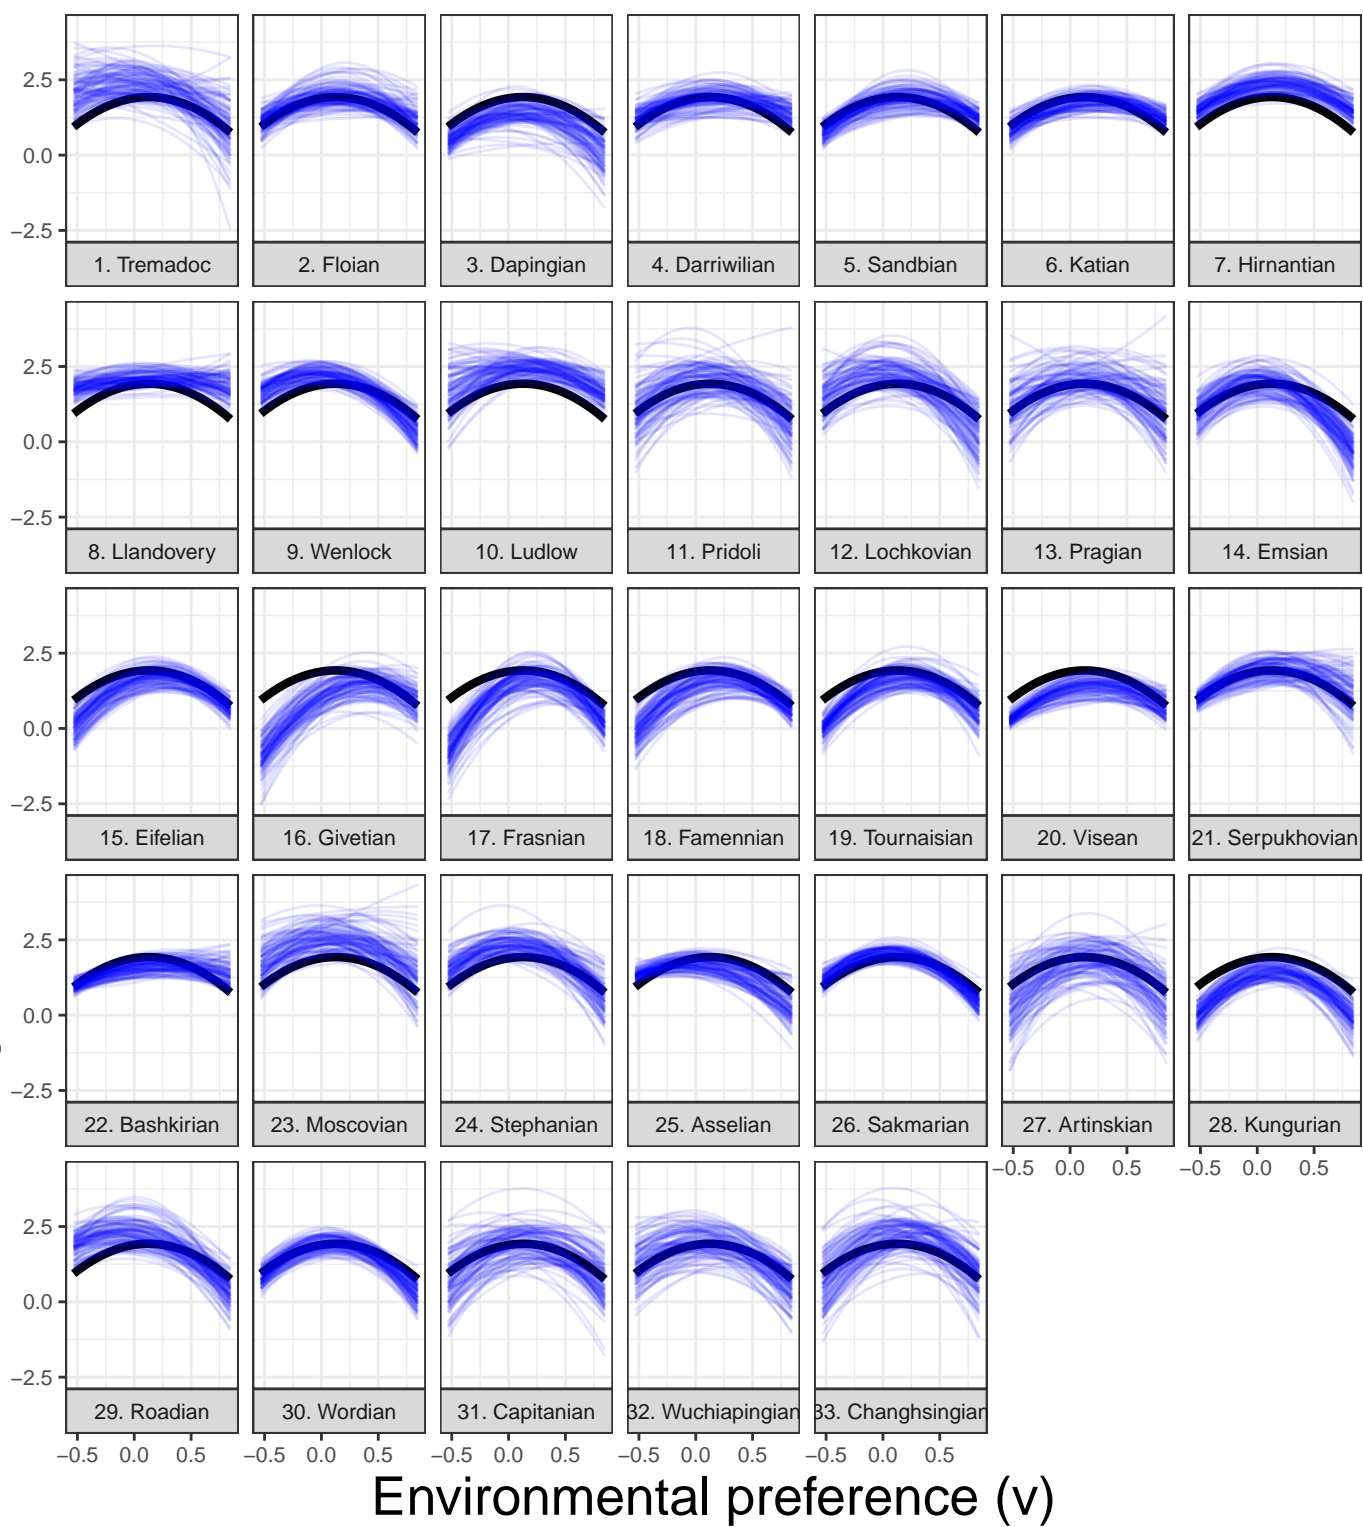 2.5
0.0
−2.5
1. Tremadoc 2. Floian 3. Dapingian 4. Darriwilian 5. Sandbian 6. Katian 7. Hirnantian
2.5
0.0
−2.5
8. Llandovery 9. Wenlock 10. Ludlow 11. Pridoli 12. Lochkovian 13. Pragian 14. Emsian
2.5
0.0
−2.5
15. Eifelian 16. Givetian 17. Frasnian 18. Famennian 19. Tournaisian 20. Visean 21. Serpukhovian
2.5
0.0
−2.5
22. Bashkirian 23. Moscovian 24. Stephanian 25. Asselian 26. Sakmarian 27. Artinskian 28. Kungurian
−0.5 0.0 0.5 −0.5 0.0 0.5
2.5
0.0
−2.5
29. Roadian 30. Wordian 31. Capitanian 32. Wuchiapingian 33. Changhsingian
−0.5 0.0 0.5 −0.5 0.0 0.5 −0.5 0.0 0.5 −0.5 0.0 0.5 −0.5 0.0 0.5
Environmental preference (v)